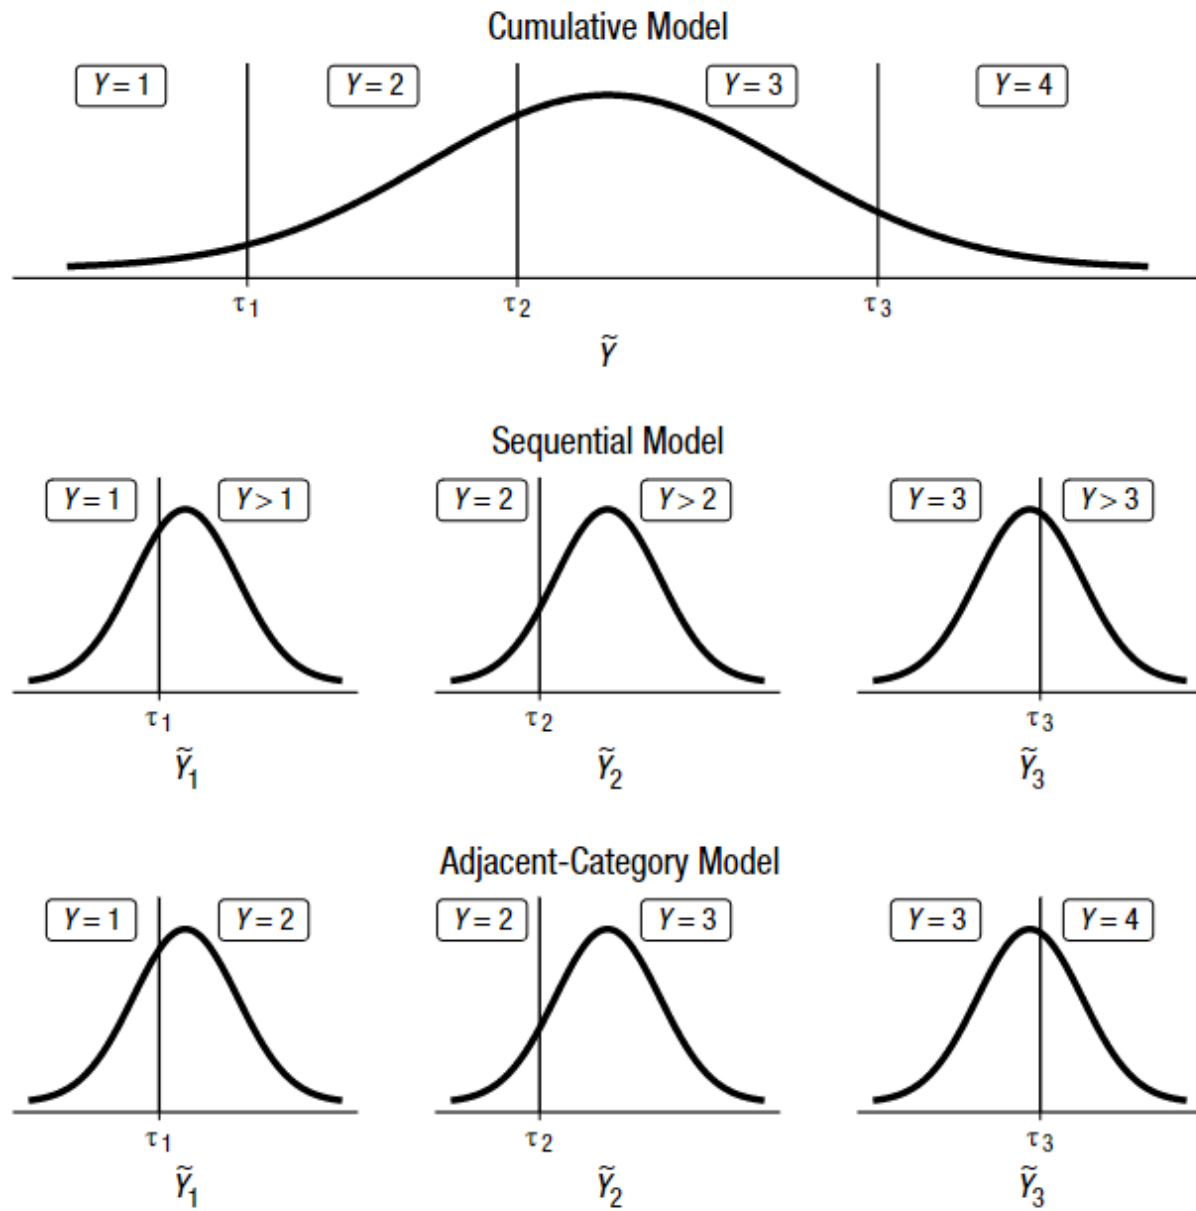 Cumulative Model
Y = 1 Y = 2 Y = 3 Y = 4
τ1 τ2 τ3
Ỹ
Sequential Model
Y = 1 Y > 1 Y = 2 Y > 2 Y = 3 Y > 3
τ1 τ2 τ3
Ỹ1 Ỹ2 Ỹ3
Adjacent-Category Model
Y = 1 Y = 2 Y = 2 Y = 3 Y = 3 Y = 4
τ1 τ2 τ3
Ỹ1 Ỹ2 Ỹ3